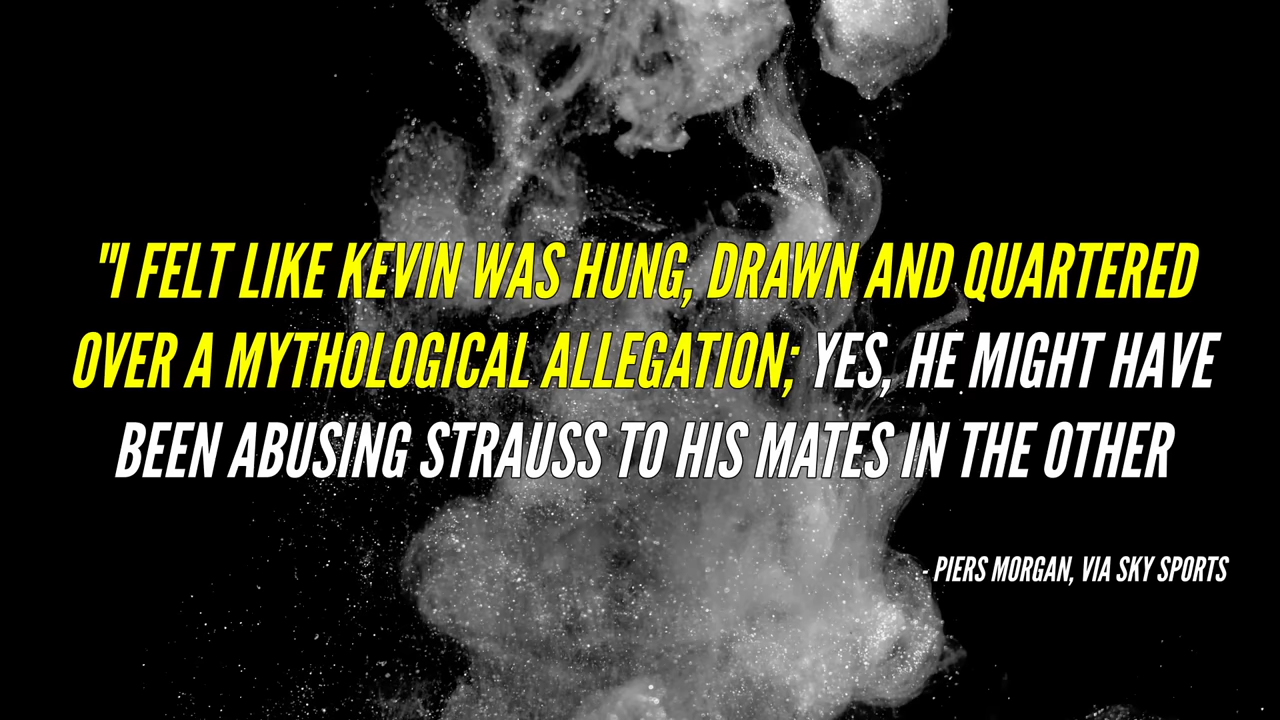 "I FELT LIKE KEVIN WAS HUNG, DRAWN AND QUARTERED
OVER A MYTHOLOGICAL ALLEGATION; YES, HE MIGHT HAVE
BEEN ABUSING STRAUSS TO HIS MATES IN THE OTHER
- PIERS MORGAN, VIA SKY SPORTS